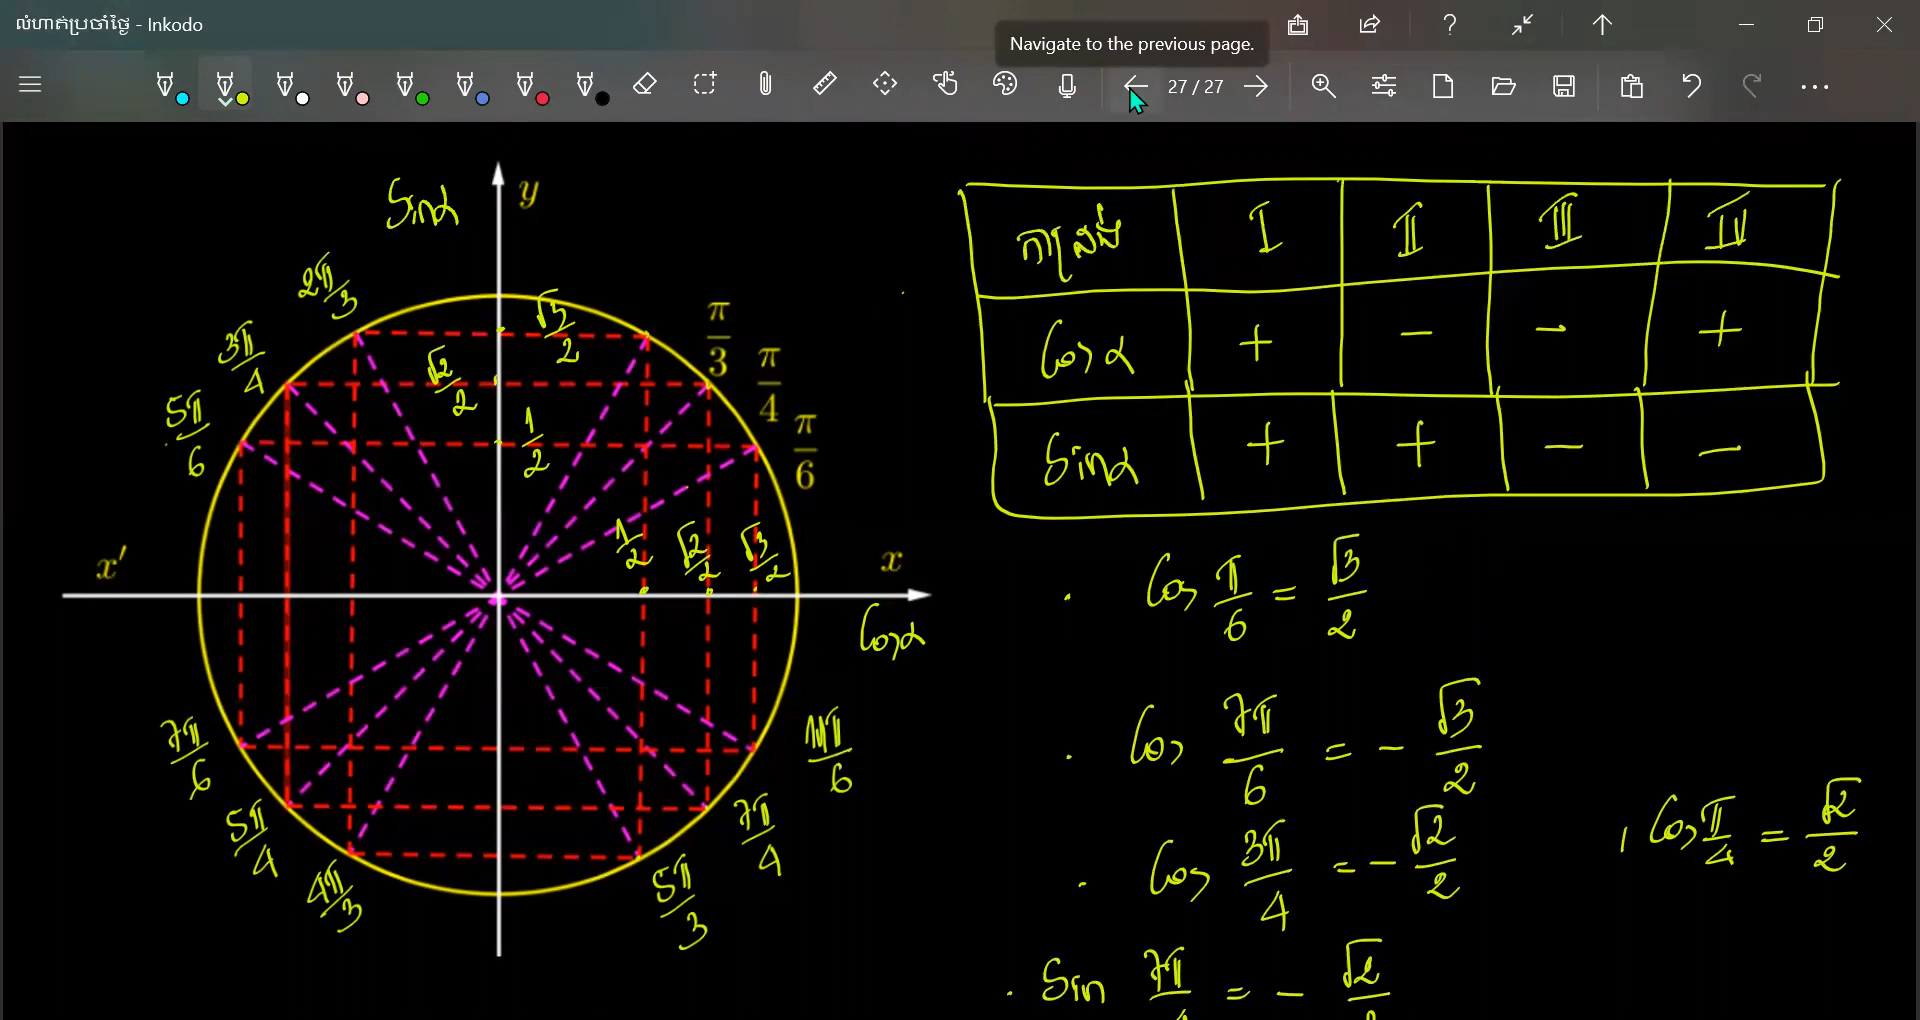 លំហាត់ប្រចាំថ្ងៃ - Inkodo
Navigate to the previous page.
27 / 27
Sinα
y
2π/3
3π/4
5π/6
√3/2
√2/2
1/2
π/3
π/4
π/6
x'
1/2
√2/2
√3/2
x
Cosα
7π/6
5π/4
4π/3
5π/3
7π/4
11π/6
I II III IV
Cosα + - - +
Sinα + + - -
. Cos π/6 = √3/2
. Cos 7π/6 = - √3/2
. Cos 3π/4 = - √2/2 , Cos π/4 = √2/2
. Sin 7π/4 = - √2/2